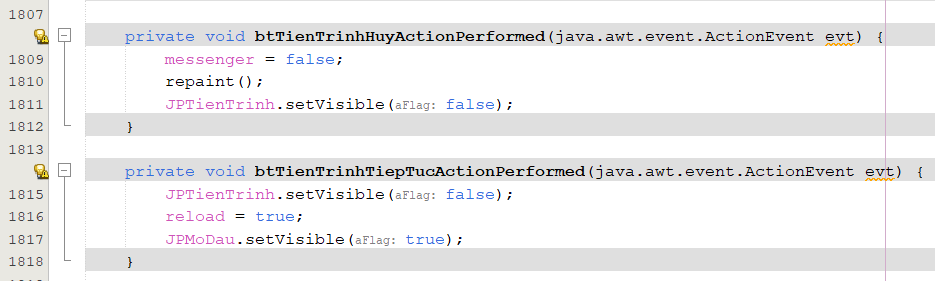 1807
private void btTienTrinhHuyActionPerformed(java.awt.event.ActionEvent evt) {
1809 messenger = false;
1810 repaint();
1811 JPTienTrinh.setVisible(aFlag: false);
1812 }
1813
private void btTienTrinhTiepTucActionPerformed(java.awt.event.ActionEvent evt) {
1815 JPTienTrinh.setVisible(aFlag: false);
1816 reload = true;
1817 JPMoDau.setVisible(aFlag: true);
1818 }